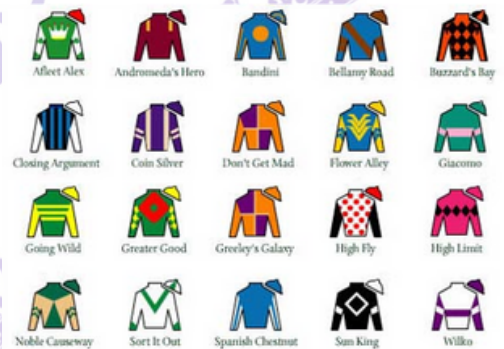 Afleet Alex
Andromeda's Hero
Bandini
Bellamy Road
Buzzard's Bay
Closing Argument
Coin Silver
Don't Get Mad
Flower Alley
Giacomo
Going Wild
Greater Good
Greeley's Galaxy
High Fly
High Limit
Noble Causeway
Sort It Out
Spanish Chestnut
Sun King
Wilko